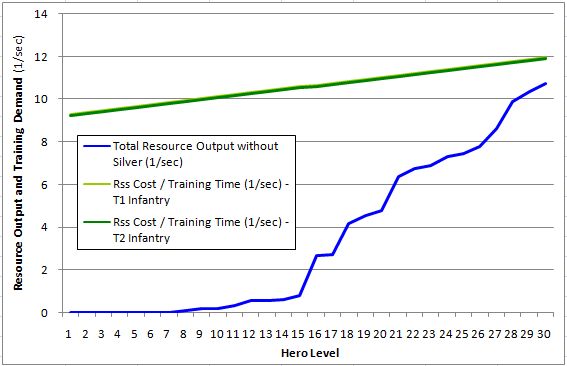 Resource Output and Training Demand (1/sec)
14
12
10
8
6
4
2
0
Total Resource Output without
Silver (1/sec)
Rss Cost / Training Time (1/sec) -
T1 Infantry
Rss Cost / Training Time (1/sec) -
T2 Infantry
1 2 3 4 5 6 7 8 9 10 11 12 13 14 15 16 17 18 19 20 21 22 23 24 25 26 27 28 29 30
Hero Level